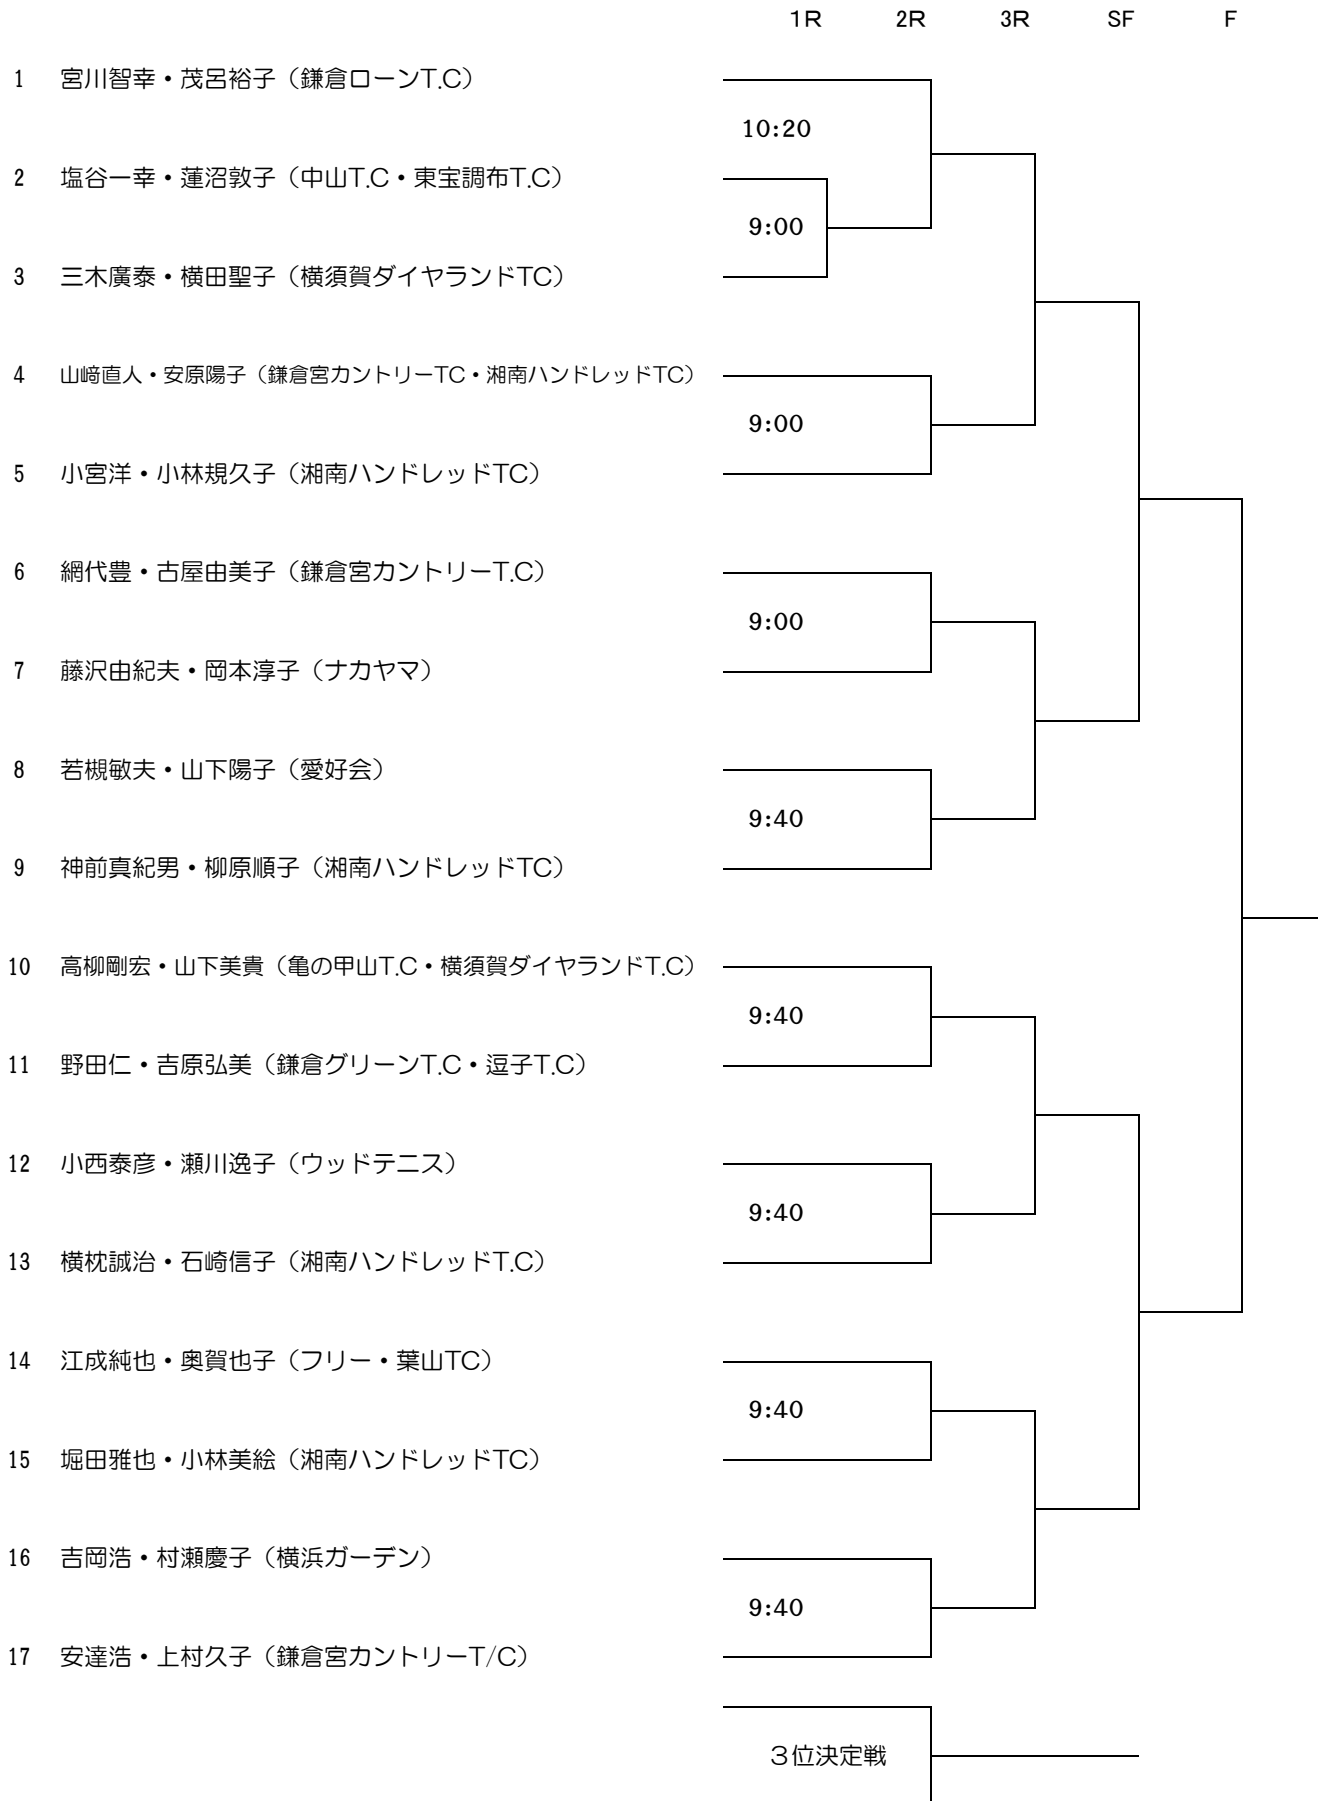 1R 2R 3R SF F
1 宮川智幸・茂呂裕子（鎌倉ローンT.C）
10:20
2 塩谷一幸・蓮沼敦子（中山T.C・東宝調布T.C）
9:00
3 三木廣泰・横田聖子（横須賀ダイヤランドTC）
4 山﨑直人・安原陽子（鎌倉宮カントリーTC・湘南ハンドレッドTC）
9:00
5 小宮洋・小林規久子（湘南ハンドレッドTC）
6 網代豊・古屋由美子（鎌倉宮カントリーT.C）
9:00
7 藤沢由紀夫・岡本淳子（ナカヤマ）
8 若槻敏夫・山下陽子（愛好会）
9:40
9 神前真紀男・柳原順子（湘南ハンドレッドTC）
10 高柳剛宏・山下美貴（亀の甲山T.C・横須賀ダイヤランドT.C）
9:40
11 野田仁・吉原弘美（鎌倉グリーンT.C・逗子T.C）
12 小西泰彦・瀬川逸子（ウッドテニス）
9:40
13 横枕誠治・石崎信子（湘南ハンドレッドT.C）
14 江成純也・奥賀也子（フリー・葉山TC）
9:40
15 堀田雅也・小林美絵（湘南ハンドレッドTC）
16 吉岡浩・村瀬慶子（横浜ガーデン）
9:40
17 安達浩・上村久子（鎌倉宮カントリーT/C）
３位決定戦